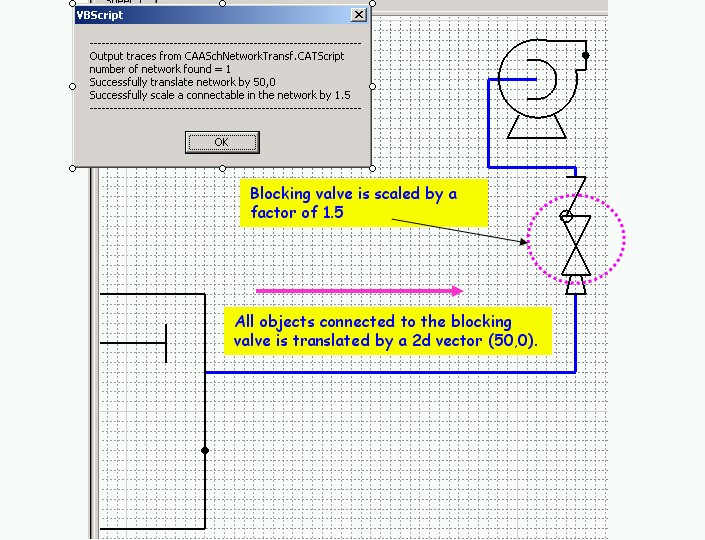 VBScript
Output traces from CAASchNetworkTransf.CATScript
number of network found = 1
Successfully translate network by 50,0
Successfully scale a connectable in the network by 1.5
OK
Blocking valve is scaled by a
factor of 1.5
All objects connected to the blocking
valve is translated by a 2d vector (50,0).